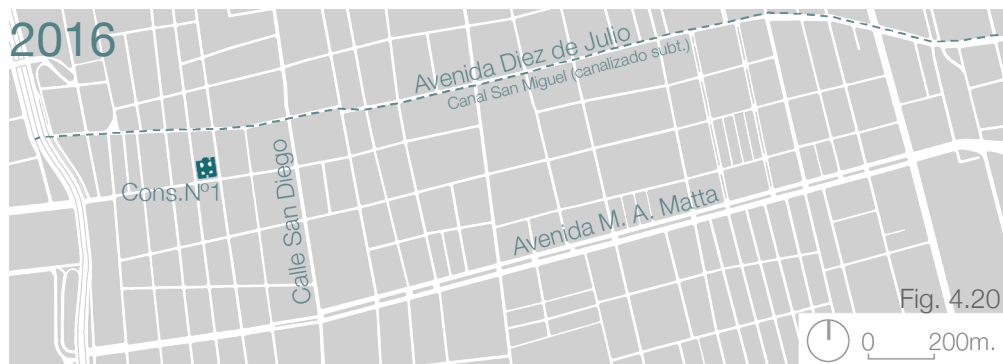 2016
Avenida Diez de Julio
Canal San Miguel (canalizado subt.)
Cons.Nº1
Calle San Diego
Avenida M. A. Matta
Fig. 4.20
0 200m.